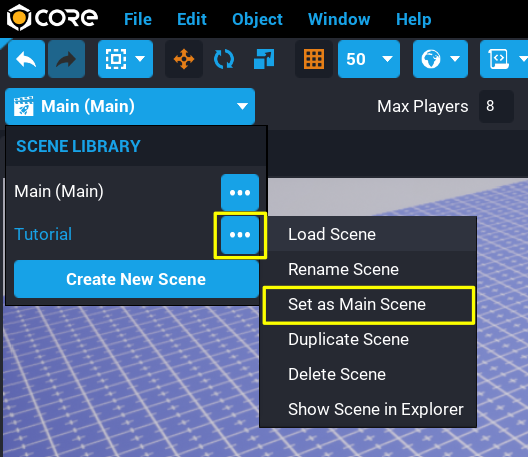 CORE File Edit Object Window Help
50
Main (Main) Max Players 8
SCENE LIBRARY
Main (Main)
Tutorial
Create New Scene
Load Scene
Rename Scene
Set as Main Scene
Duplicate Scene
Delete Scene
Show Scene in Explorer